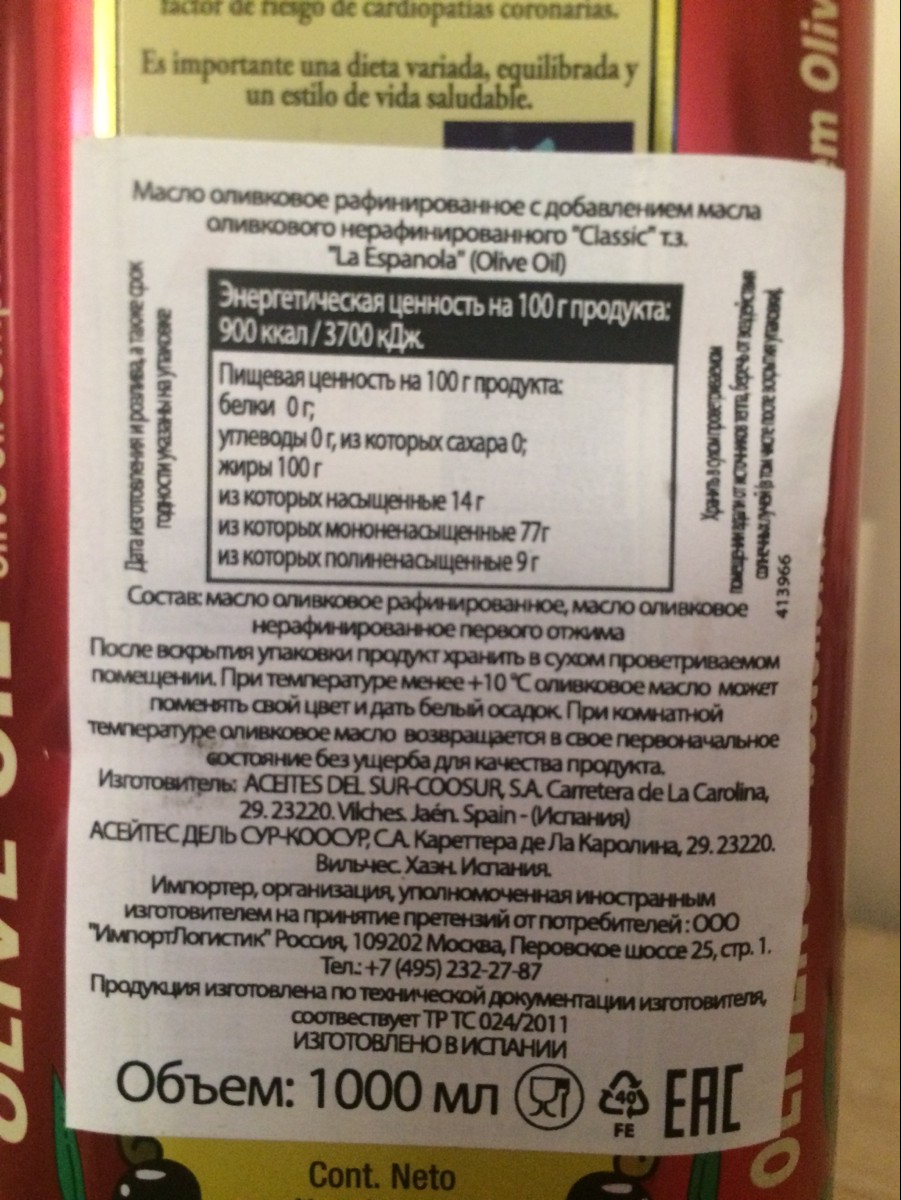 factor de riesgo de cardiopatías coronarias.
Es importante una dieta variada, equilibrada y
un estilo de vida saludable.
Масло оливковое рафинированное с добавлением масла
оливкового нерафинированного "Classic" т.з.
"La Espanola" (Olive Oil)
Дата изготовления и розлива, а также срок
годности указаны на упаковке
Энергетическая ценность на 100 г продукта:
900 ккал / 3700 кДж.
Пищевая ценность на 100 г продукта:
белки 0 г;
углеводы 0 г, из которых сахара 0;
жиры 100 г
из которых насыщенные 14 г
из которых мононенасыщенные 77г
из которых полиненасыщенные 9 г
Хранить в сухом проветриваемом
помещении вдали от источников тепла, беречь от воздействия
солнечных лучей (в том числе после вскрытия упаковки).
413966
Состав: масло оливковое рафинированное, масло оливковое
нерафинированное первого отжима
После вскрытия упаковки продукт хранить в сухом проветриваемом
помещении. При температуре менее +10 °C оливковое масло может
поменять свой цвет и дать белый осадок. При комнатной
температуре оливковое масло возвращается в свое первоначальное
состояние без ущерба для качества продукта.
Изготовитель: ACEITES DEL SUR-COOSUR, S.A. Carretera de La Carolina,
29. 23220. Vilches. Jaén. Spain - (Испания)
АСЕЙТЕС ДЕЛЬ СУР-КООСУР, С.А. Кареттера де Ла Каролина, 29. 23220.
Вильчес. Хаэн. Испания.
Импортер, организация, уполномоченная иностранным
изготовителем на принятие претензий от потребителей : ООО
"ИмпортЛогистик" Россия, 109202 Москва, Перовское шоссе 25, стр. 1.
Тел.: +7 (495) 232-27-87
Продукция изготовлена по технической документации изготовителя,
соотвествует ТР ТС 024/2011
ИЗГОТОВЛЕНО В ИСПАНИИ
Объем: 1000 мл
40
FE
EAC
Cont. Neto
OLIVE OIL